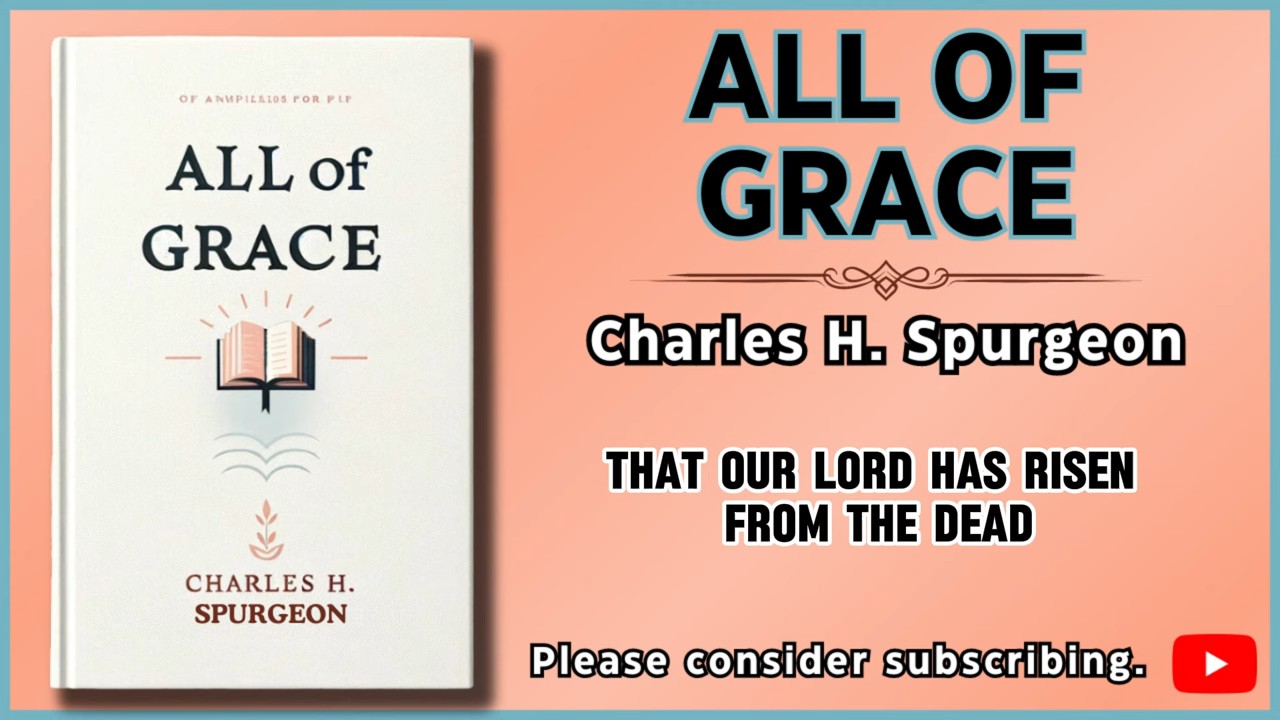 ALL of
GRACE
CHARLES H.
SPURGEON
ALL OF
GRACE
Charles H. Spurgeon
THAT OUR LORD HAS RISEN
FROM THE DEAD
Please consider subscribing.